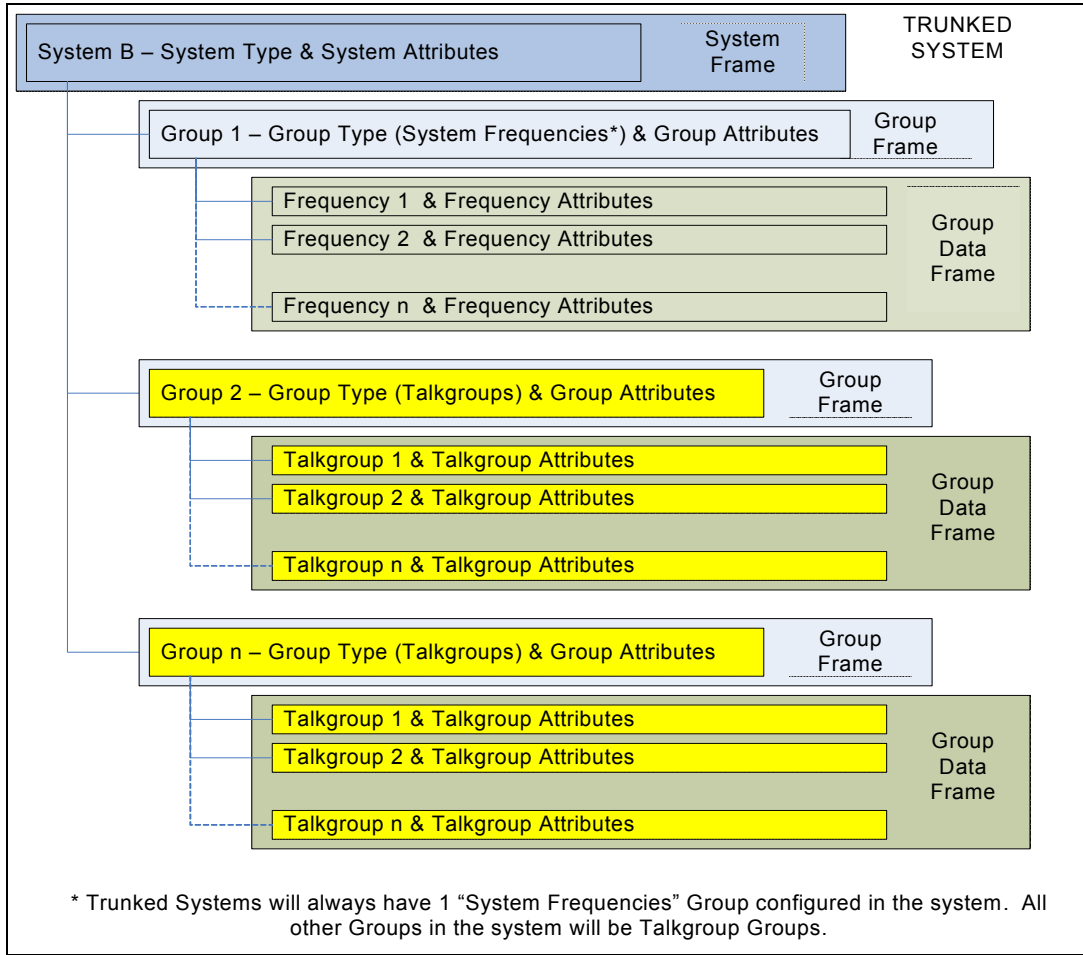 System B – System Type & System Attributes
System
Frame
TRUNKED
SYSTEM
Group 1 – Group Type (System Frequencies*) & Group Attributes
Group
Frame
Frequency 1  & Frequency Attributes
Frequency 2  & Frequency Attributes
Frequency n  & Frequency Attributes
Group
Data
Frame
Group 2 – Group Type (Talkgroups) & Group Attributes
Group
Frame
Talkgroup 1 & Talkgroup Attributes
Talkgroup 2 & Talkgroup Attributes
Talkgroup n & Talkgroup Attributes
Group
Data
Frame
Group n – Group Type (Talkgroups) & Group Attributes
Group
Frame
Talkgroup 1 & Talkgroup Attributes
Talkgroup 2 & Talkgroup Attributes
Talkgroup n & Talkgroup Attributes
Group
Data
Frame
* Trunked Systems will always have 1 “System Frequencies” Group configured in the system.  All
other Groups in the system will be Talkgroup Groups.